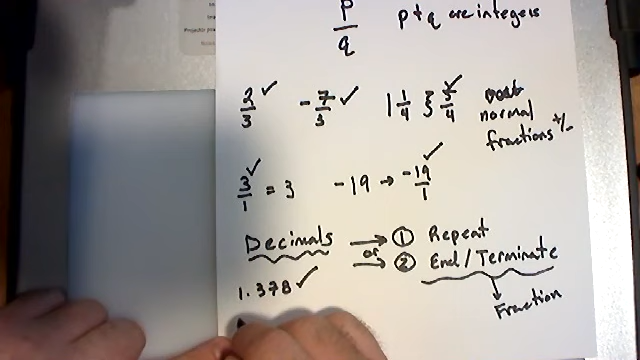 p/q p + q are integers
2/3 ✓ - 7/3 ✓ 1 1/4 } 5/4 ✓ normal fractions +/-
3/1 ✓ = 3 -19 → -19/1 ✓
Decimals → ① Repeat
or → ② End/Terminate
1.378 ✓ Fraction